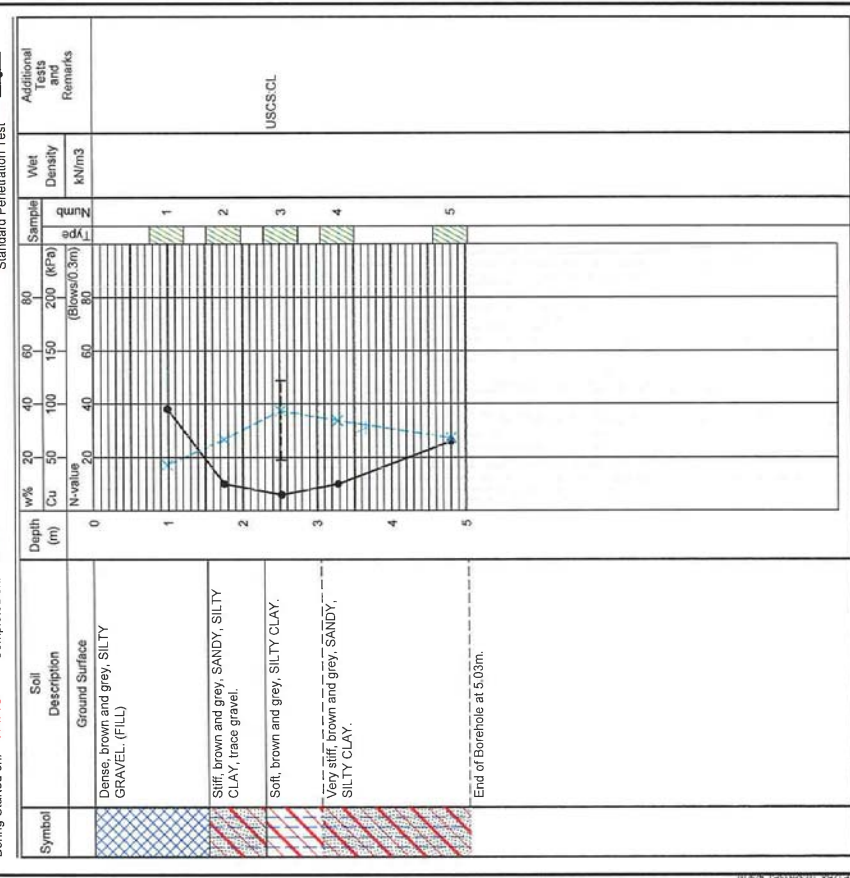 Standard Penetration Test
Symbol
Soil
Description
Depth
(m)
w% 20 40 60 80
Cu 50 100 150 200 (kPa)
N-value (Blows/0.3m)
20 40 60 80
Sample
Type
Numb
Wet
Density
kN/m3
Additional
Tests
and
Remarks
Ground Surface
0
Dense, brown and grey, SILTY
GRAVEL. (FILL)
1
1
Stiff, brown and grey, SANDY, SILTY
CLAY, trace gravel.
2
2
Soft, brown and grey, SILTY CLAY.
3
USCS:CL
3
Very stiff, brown and grey, SANDY,
SILTY CLAY.
4
4
5
5
End of Borehole at 5.03m.